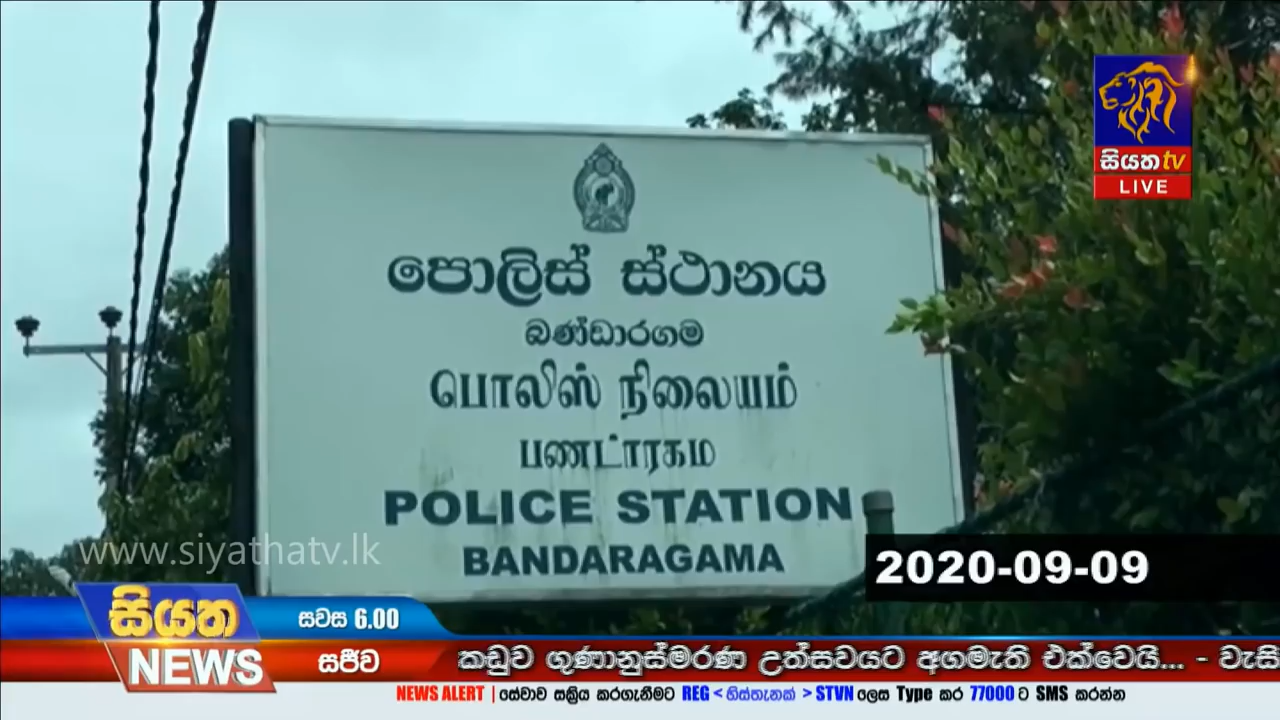 සියත tv
LIVE
පොලිස් ස්ථානය
බණ්ඩාරගම
பொலிஸ் நிலையம்
பணட்ாரகம
POLICE STATION
BANDARAGAMA
www.siyathatv.lk
2020-09-09
සියත
සවස 6.00
NEWS
සජීව
කඩුව ගුණානුස්මරණ උත්සවයට අගමැති එක්වෙයි... - වැසි
NEWS ALERT | සේවාව සක්‍රිය කරගැනීමට REG < හිස්තැනක් > STVN ලෙස Type කර 77000 ට SMS කරන්න